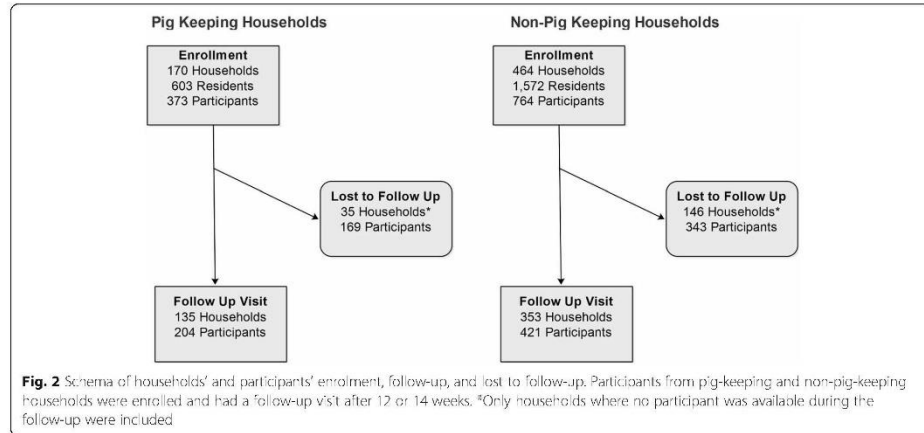 Pig Keeping Households
Non-Pig Keeping Households
Enrollment
170 Households
603 Residents
373 Participants
Enrollment
464 Households
1,572 Residents
764 Participants
Lost to Follow Up
35 Households*
169 Participants
Lost to Follow Up
146 Households*
343 Participants
Follow Up Visit
135 Households
204 Participants
Follow Up Visit
353 Households
421 Participants
Fig. 2 Schema of households' and participants' enrolment, follow-up, and lost to follow-up. Participants from pig-keeping and non-pig-keeping
households were enrolled and had a follow-up visit after 12 or 14 weeks. *Only households where no participant was available during the
follow-up were included